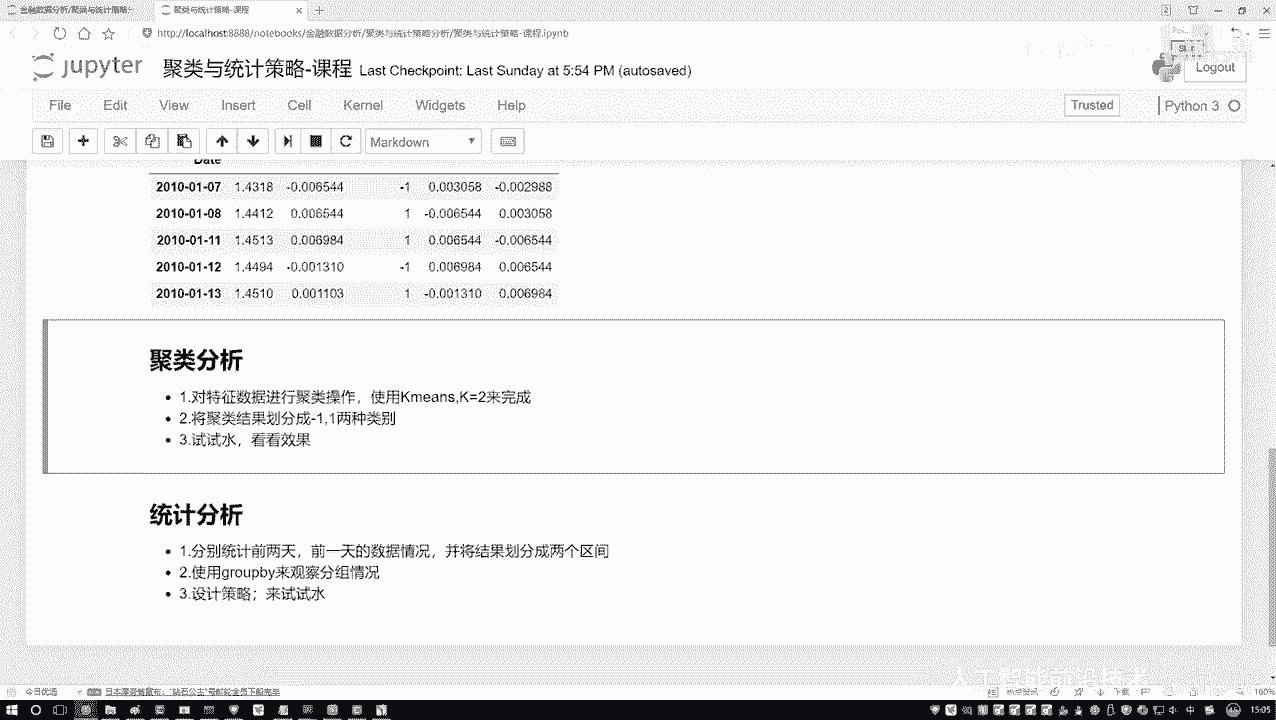 金融数据分析/聚类与统计策略
聚类与统计策略-课程
http://localhost:8888/notebooks/金融数据分析/聚类与统计策略分析/聚类与统计策略-课程.ipynb
jupyter 聚类与统计策略-课程 Last Checkpoint: Last Sunday at 5:54 PM (autosaved)
Logout
File Edit View Insert Cell Kernel Widgets Help
Trusted
Python 3
Markdown
Date
2010-01-07 1.4318 -0.006544 -1 0.003058 -0.002988
2010-01-08 1.4412 0.006544 1 -0.006544 0.003058
2010-01-11 1.4513 0.006984 1 0.006544 -0.006544
2010-01-12 1.4494 -0.001310 -1 0.006984 0.006544
2010-01-13 1.4510 0.001103 1 -0.001310 0.006984
聚类分析
1.对特征数据进行聚类操作，使用Kmeans,K=2来完成
2.将聚类结果划分成-1,1两种类别
3.试试水，看看效果
统计分析
1.分别统计前两天，前一天的数据情况，并将结果划分成两个区间
2.使用groupby来观察分组情况
3.设计策略；来试试水
今日优选
160%
中
15:05